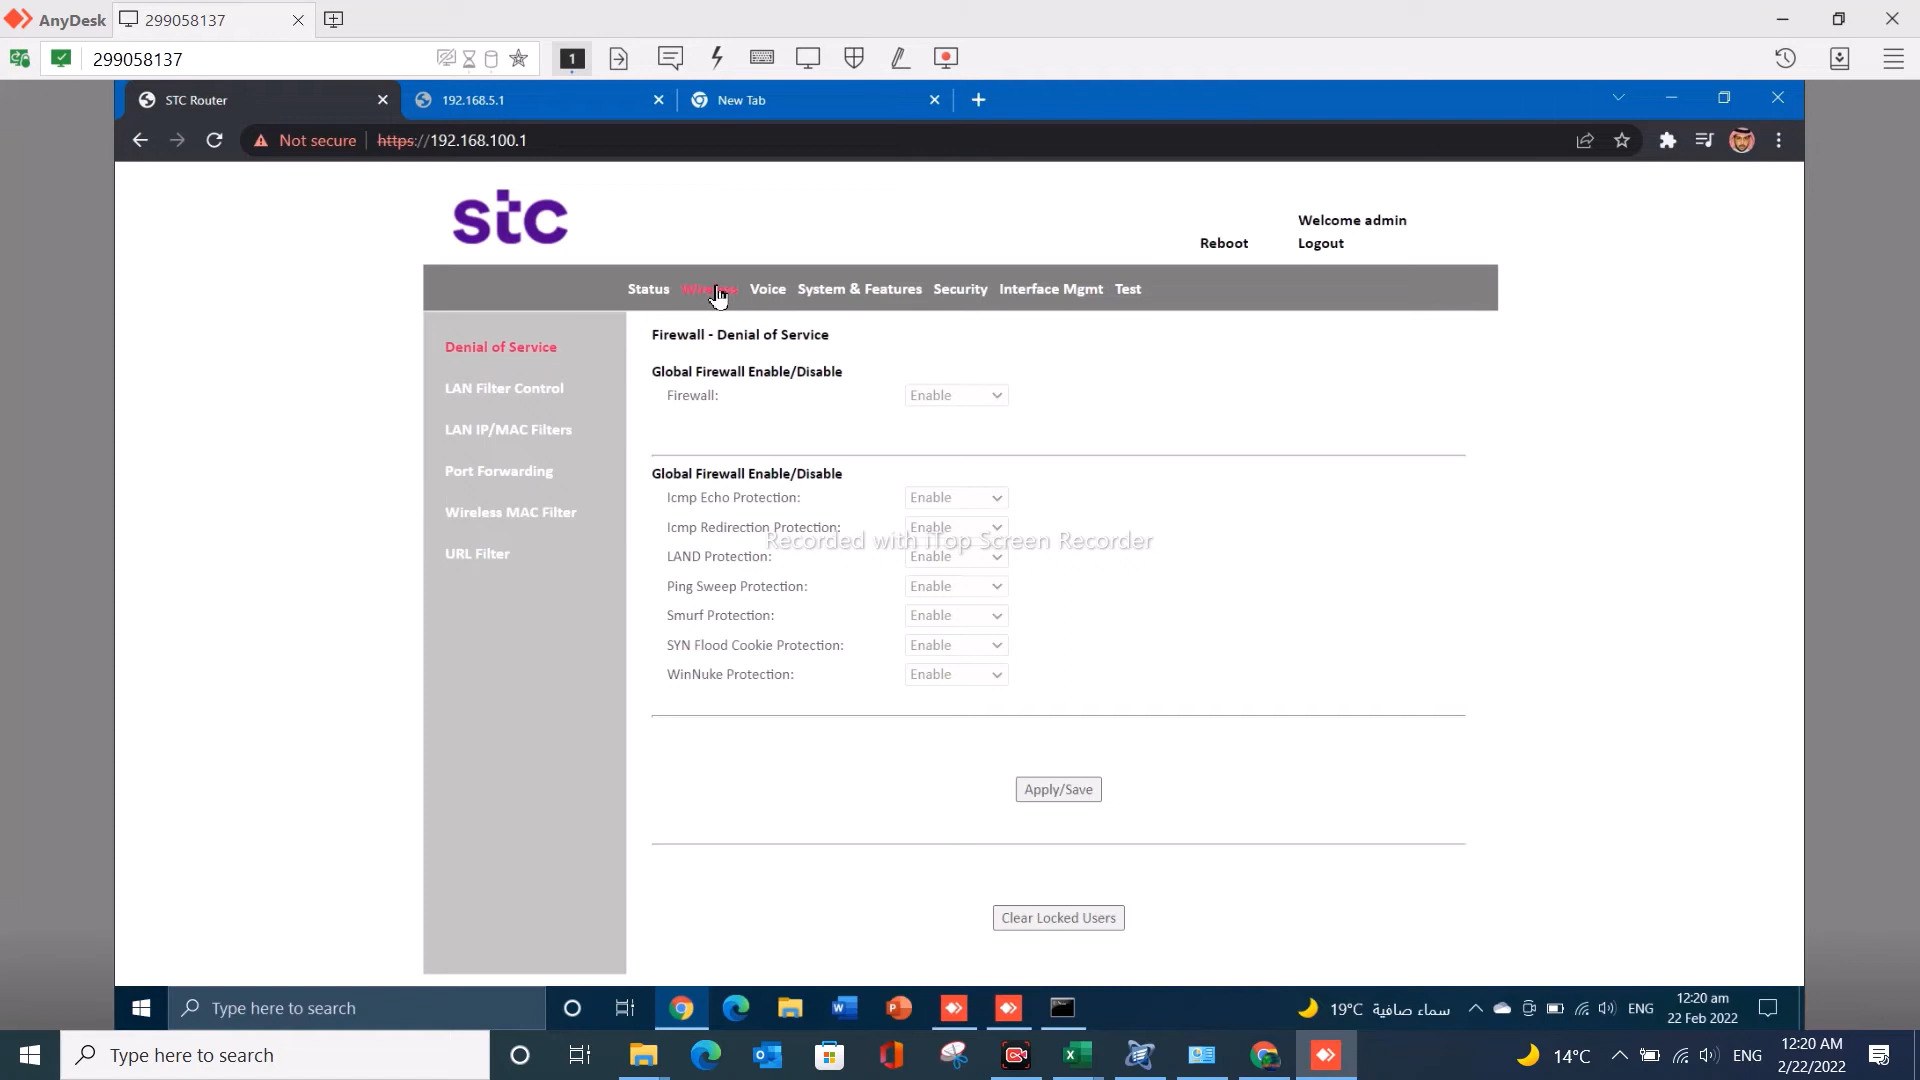 AnyDesk
299058137
299058137
1
STC Router
192.168.5.1
New Tab
Not secure
https://192.168.100.1
stc
Welcome admin
Reboot
Logout
Status
Wireless
Voice
System & Features
Security
Interface Mgmt
Test
Denial of Service
LAN Filter Control
LAN IP/MAC Filters
Port Forwarding
Wireless MAC Filter
URL Filter
Firewall - Denial of Service
Global Firewall Enable/Disable
Firewall: Enable
Global Firewall Enable/Disable
Icmp Echo Protection: Enable
Icmp Redirection Protection: Enable
Recorded with iTop Screen Recorder
LAND Protection: Enable
Ping Sweep Protection: Enable
Smurf Protection: Enable
SYN Flood Cookie Protection: Enable
WinNuke Protection: Enable
Apply/Save
Clear Locked Users
Type here to search
19°C سماء صافية
ENG
12:20 am
22 Feb 2022
Type here to search
14°C
ENG
12:20 AM
2/22/2022